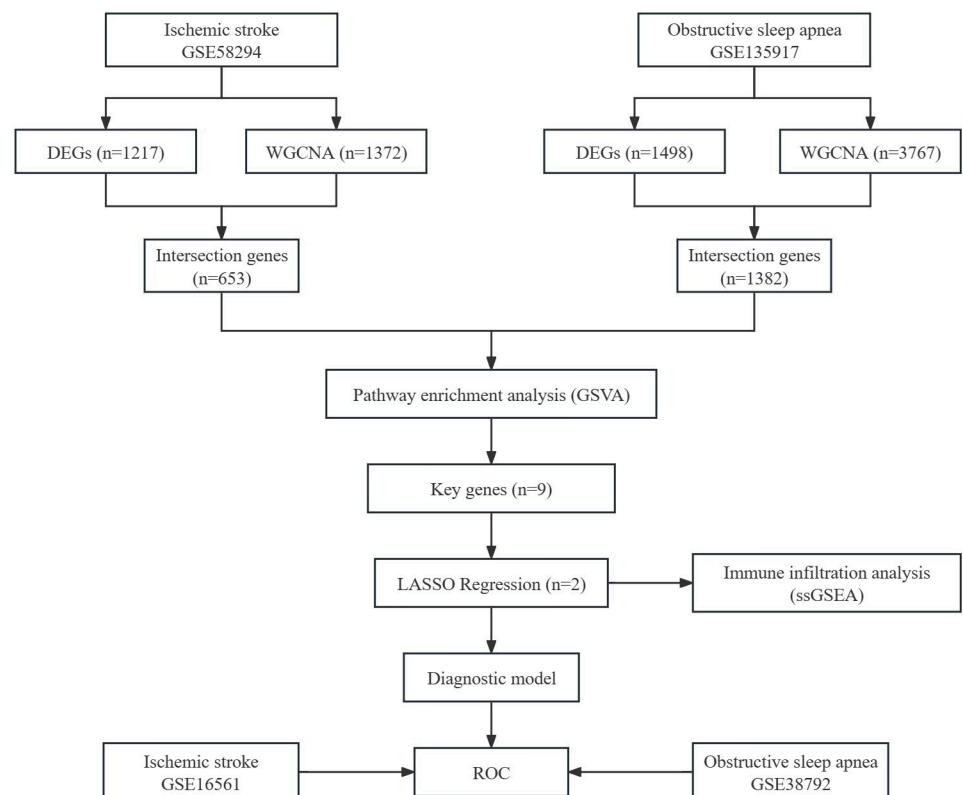 Ischemic stroke
GSE58294
Obstructive sleep apnea
GSE135917
DEGs (n=1217)
WGCNA (n=1372)
DEGs (n=1498)
WGCNA (n=3767)
Intersection genes
(n=653)
Intersection genes
(n=1382)
Pathway enrichment analysis (GSVA)
Key genes (n=9)
LASSO Regression (n=2)
Immune infiltration analysis
(ssGSEA)
Diagnostic model
Ischemic stroke
GSE16561
ROC
Obstructive sleep apnea
GSE38792